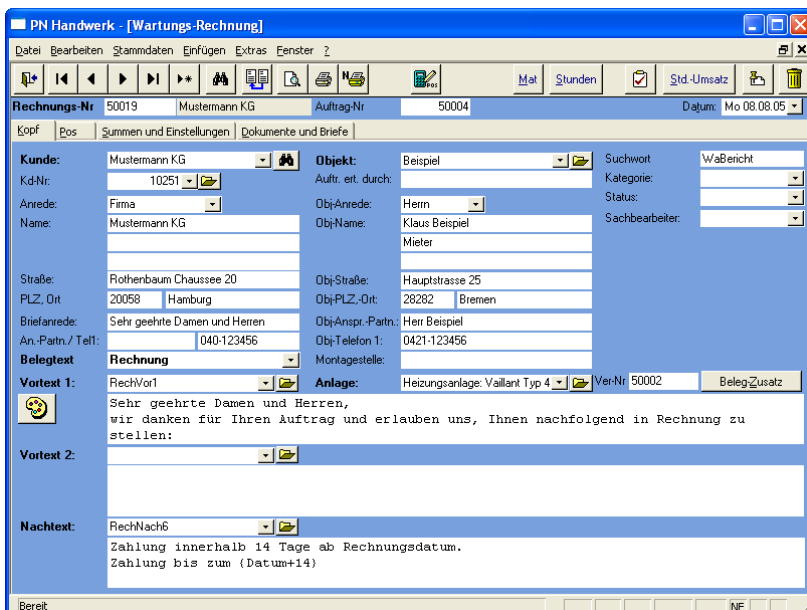 PN Handwerk - [Wartungs-Rechnung]
Datei Bearbeiten Stammdaten Einfügen Extras Fenster ?
N POS Mat Stunden Std.-Umsatz
Rechnungs-Nr 50019 Mustermann KG Auftrag-Nr 50004 Datum: Mo 08.08.05
Kopf Pos Summen und Einstellungen Dokumente und Briefe
Kunde: Mustermann KG Objekt: Beispiel Suchwort WaBericht
Kd-Nr: 10251 Auftr. ert. durch: Kategorie:
Anrede: Firma Obj-Anrede: Herrn Status:
Name: Mustermann KG Obj-Name: Klaus Beispiel Sachbearbeiter:
Mieter
Straße: Rothenbaum Chaussee 20 Obj-Straße: Hauptstrasse 25
PLZ, Ort 20058 Hamburg Obj-PLZ,-Ort: 28282 Bremen
Briefanrede: Sehr geehrte Damen und Herren Obj-Anspr.-Partn.: Herr Beispiel
An.-Partn./ Tel1: 040-123456 Obj-Telefon 1: 0421-123456
Belegtext Rechnung Montagestelle:
Vortext 1: RechVor1 Anlage: Heizungsanlage: Vaillant Typ 4 Ver-Nr 50002 Beleg-Zusatz
Sehr geehrte Damen und Herren,
wir danken für Ihren Auftrag und erlauben uns, Ihnen nachfolgend in Rechnung zu
stellen:
Vortext 2:
Nachtext: RechNach6
Zahlung innerhalb 14 Tage ab Rechnungsdatum.
Zahlung bis zum {Datum+14}
Bereit NF